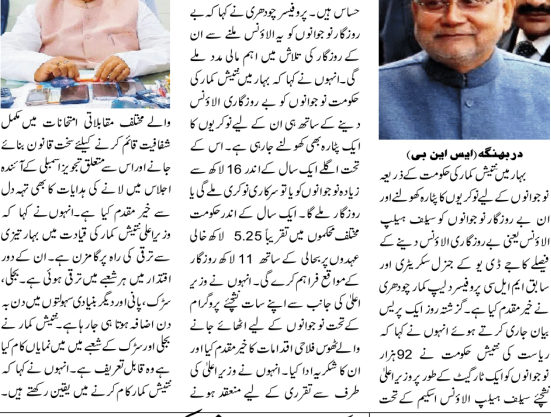 دربھنگہ (ایس این بی)
بہار میں نتیش کمار کی حکومت کے ذریعہ
نوجوانوں کے لیے نوکریوں کا پٹارہ کھولنے اور
ان بے روزگار نوجوانوں کو سیلف ہیلپ
الاؤنس یعنی بے روزگاری الاؤنس دینے کے
فیصلے کا جے ڈی یو کے جنرل سکریٹری اور
سابق ایم ایل سی پروفیسر دلیپ کمار چودھری
نے خیر مقدم کیا ہے۔ گزشتہ روز ایک پریس
بیان جاری کرتے ہوئے انہوں نے کہا کہ
ریاست کی نتیش حکومت نے 92 ہزار
نوجوانوں کو ایک ٹارگیٹ کے طور پر وزیر اعلیٰ
نشچئے سیلف ہیلپ الاؤنس اسکیم کے تحت
حساس ہیں۔ پروفیسر چودھری نے کہا کہ بے
روزگار نوجوانوں کو یہ الاؤنس ملنے سے ان
کے روزگار کی تلاش میں اہم مالی مدد ملے
گی۔ انہوں نے کہا کہ بہار میں نتیش کمار کی
حکومت نوجوانوں کو بے روزگاری الاؤنس
دینے کے ساتھ ہی ان کے لیے نوکریوں کا
ایک پٹارہ بھی کھولنے جارہی ہے۔ اس کے
تحت اگلے ایک سال کے اندر 16 لاکھ سے
زیادہ نوجوانوں کو یا تو سرکاری نوکری ملے گی یا
روزگار ملے گا۔ ایک سال کے اندر حکومت
مختلف محکموں میں تقریباً 5.25 لاکھ خالی
عہدوں پر بحالی کے ساتھ 11 لاکھ روزگار
کے مواقع فراہم کرے گی۔ انہوں نے وزیر
اعلیٰ کی جانب سے اپنے سات نشچئے پروگرام
کے تحت نوجوانوں کے لیے اٹھائے جانے
والے ٹھوس فلاحی اقدامات کا خیر مقدم کیا اور
ان کا شکریہ ادا کیا۔ انہوں نے وزیر اعلیٰ کی
طرف سے تقرری کے لیے منعقد ہونے
والے مختلف مقابلاتی امتحانات میں مکمل
شفافیت قائم کرنے کیلئے سخت قانون بنائے
جانے اور اس سے متعلق تجویز اسمبلی کے آئندہ
اجلاس میں لانے کی ہدایات کا بھی تہہ دل
سے خیر مقدم کیا ہے۔ انہوں نے کہا کہ
وزیر اعلیٰ نتیش کمار کی قیادت میں بہار تیزی
سے ترقی کی راہ پر گامزن ہے۔ ان کے دور
اقتدار میں ہر شعبے میں ترقی ہوئی ہے۔ بجلی،
سڑک، پانی اور دیگر بنیادی سہولتوں میں دن بہ
دن اضافہ ہوتا ہی جارہا ہے۔ نتیش کمار نے
بجلی اور سڑک کے شعبے میں میں نمایاں کام کیا
ہے وہ قابل تعریف ہے۔ انہوں نے کہا کہ
نتیش کمار کام کرنے میں یقین رکھتے ہیں۔